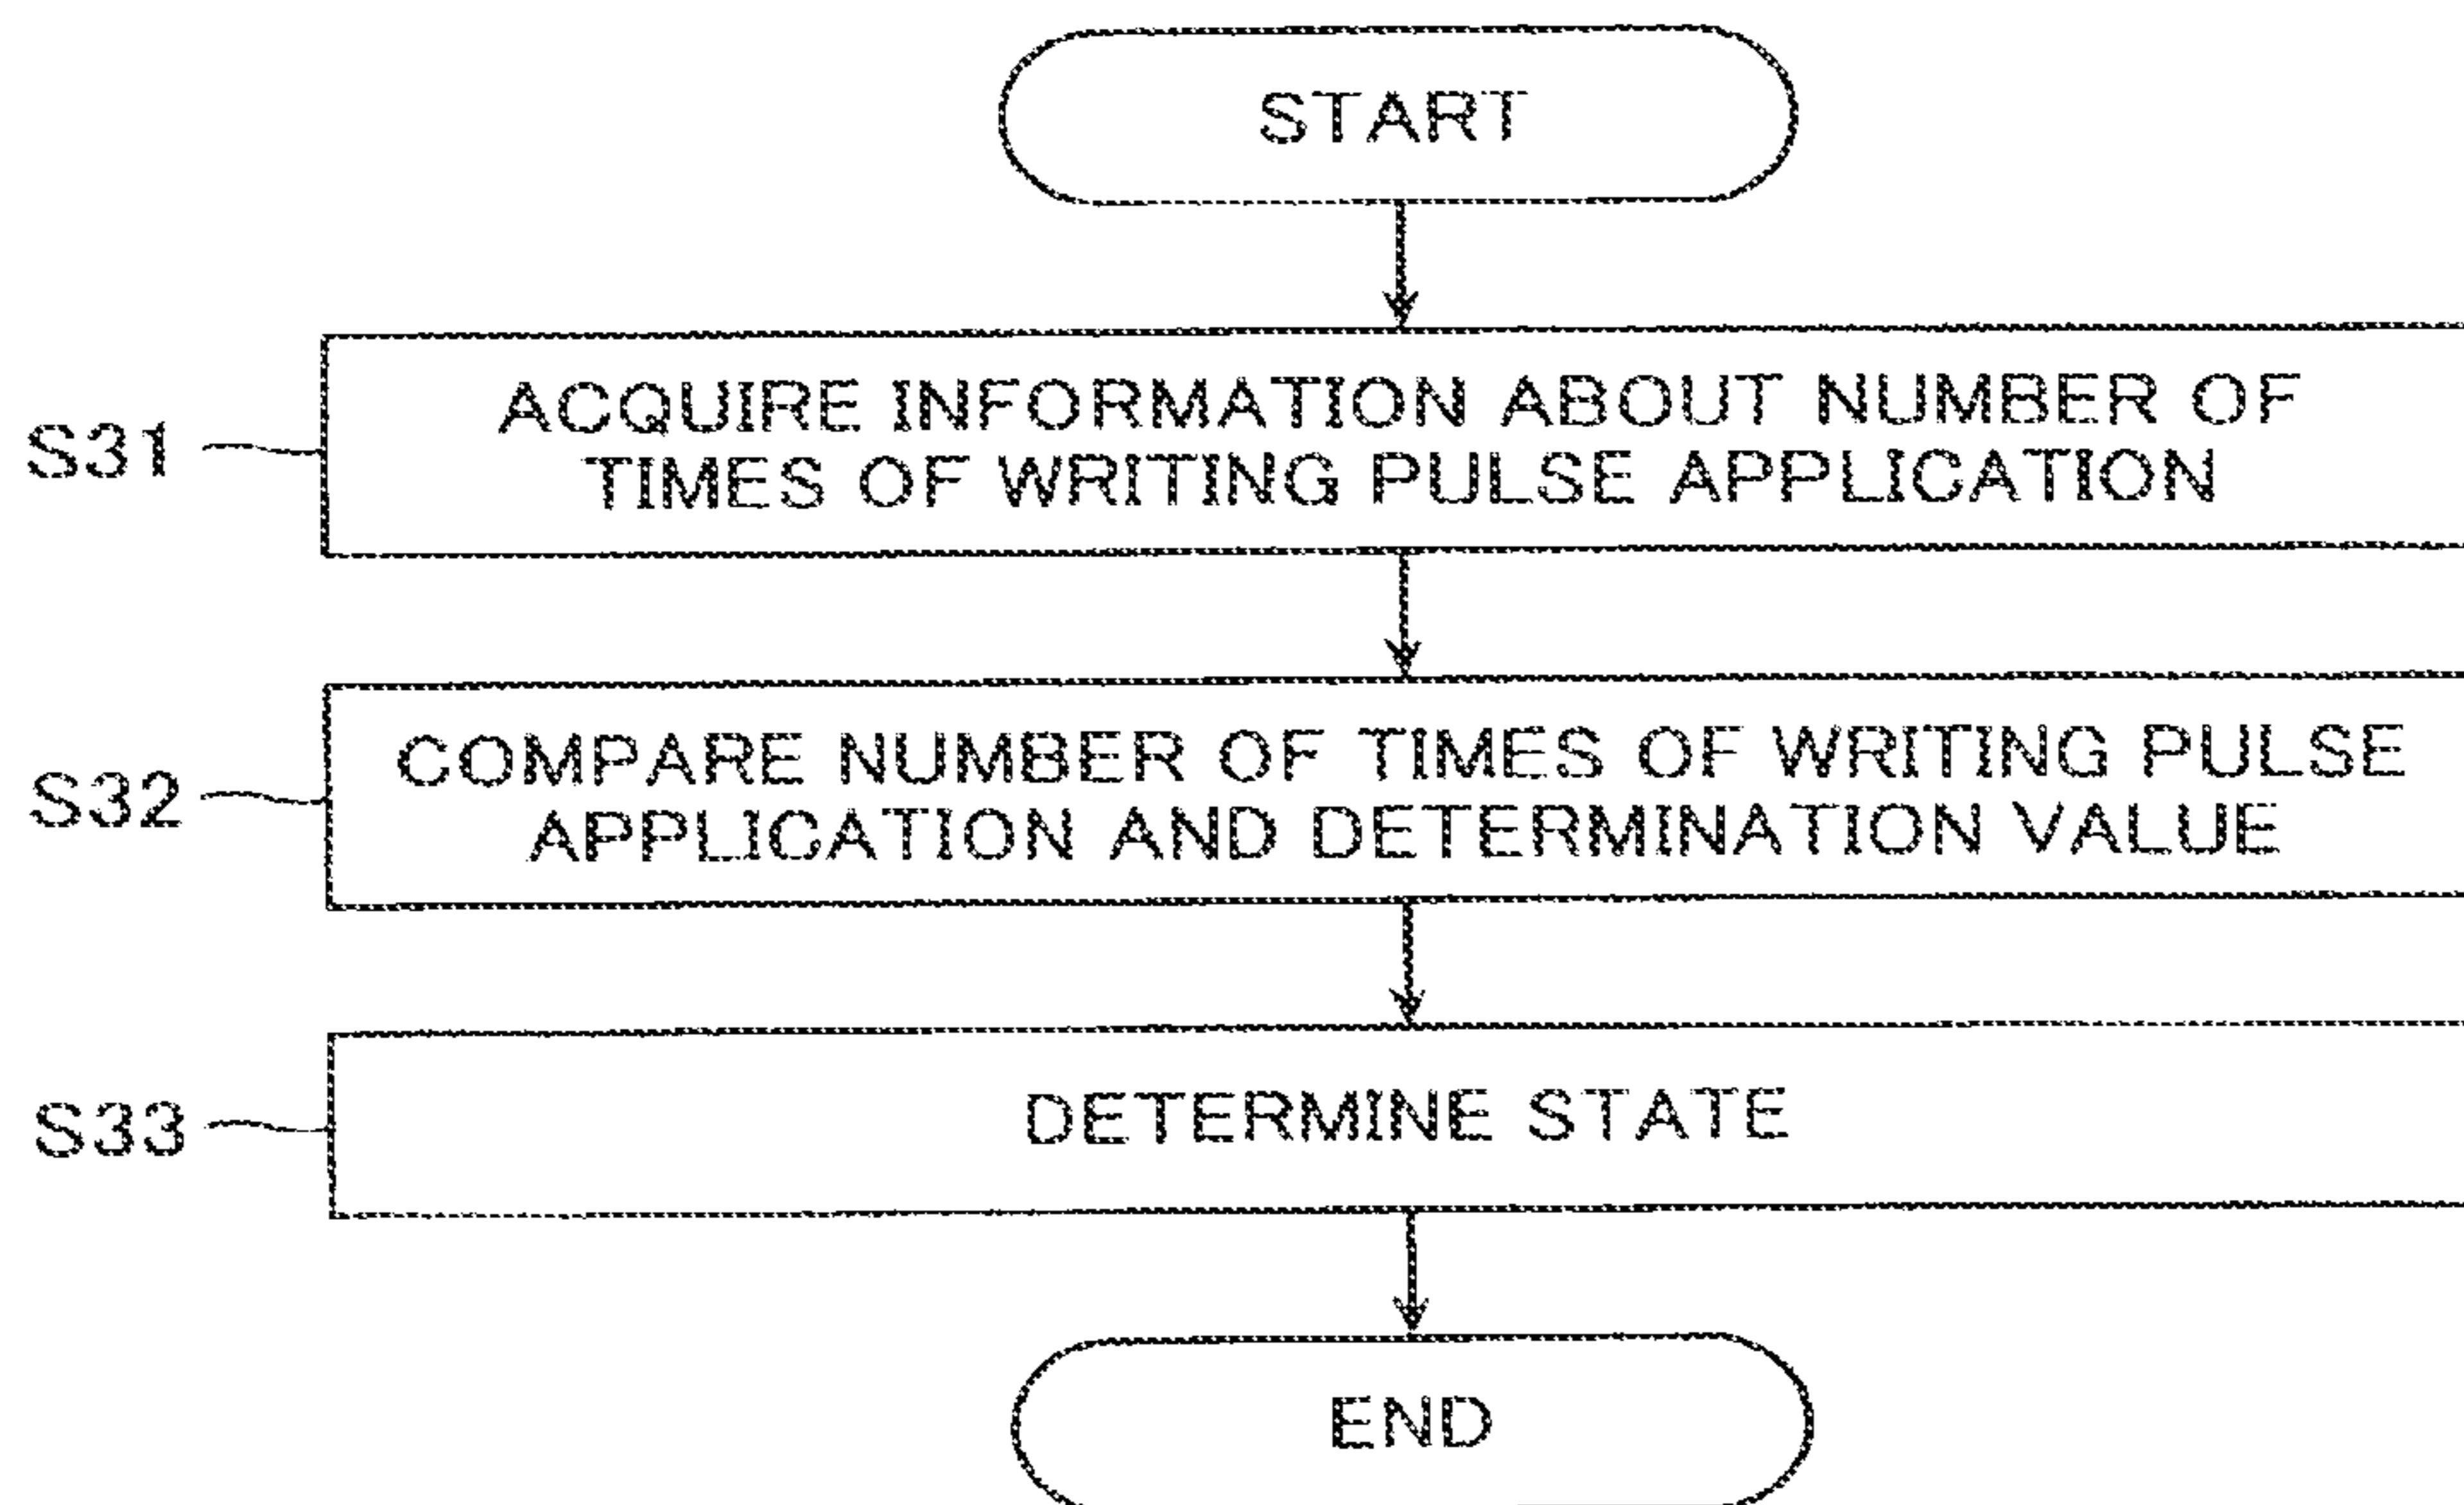 START
S31
ACQUIRE INFORMATION ABOUT NUMBER OF
TIMES OF WRITING PULSE APPLICATION
S32
COMPARE NUMBER OF TIMES OF WRITING PULSE
APPLICATION AND DETERMINATION VALUE
S33
DETERMINE STATE
END